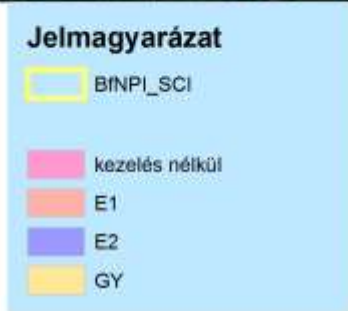 Jelmagyarázat
BfNPI_SCI
kezelés nélkül
E1
E2
GY